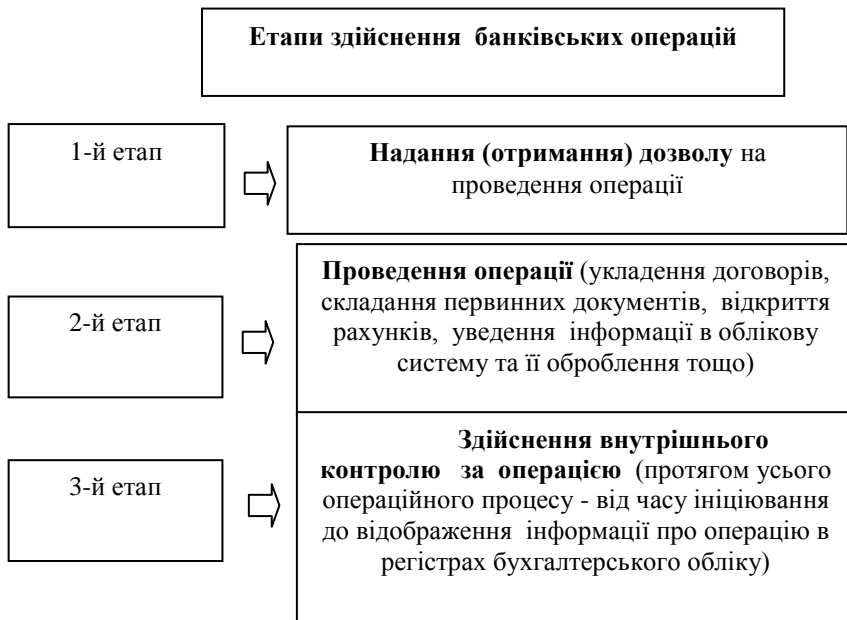 Етапи здійснення банківських операцій
1-й етап
Надання (отримання) дозволу на
проведення операції
2-й етап
Проведення операції (укладення договорів,
складання первинних документів, відкриття
рахунків, уведення інформації в облікову
систему та її оброблення тощо)
3-й етап
Здійснення внутрішнього
контролю за операцією (протягом усього
операційного процесу - від часу ініціювання
до відображення інформації про операцію в
регістрах бухгалтерського обліку)